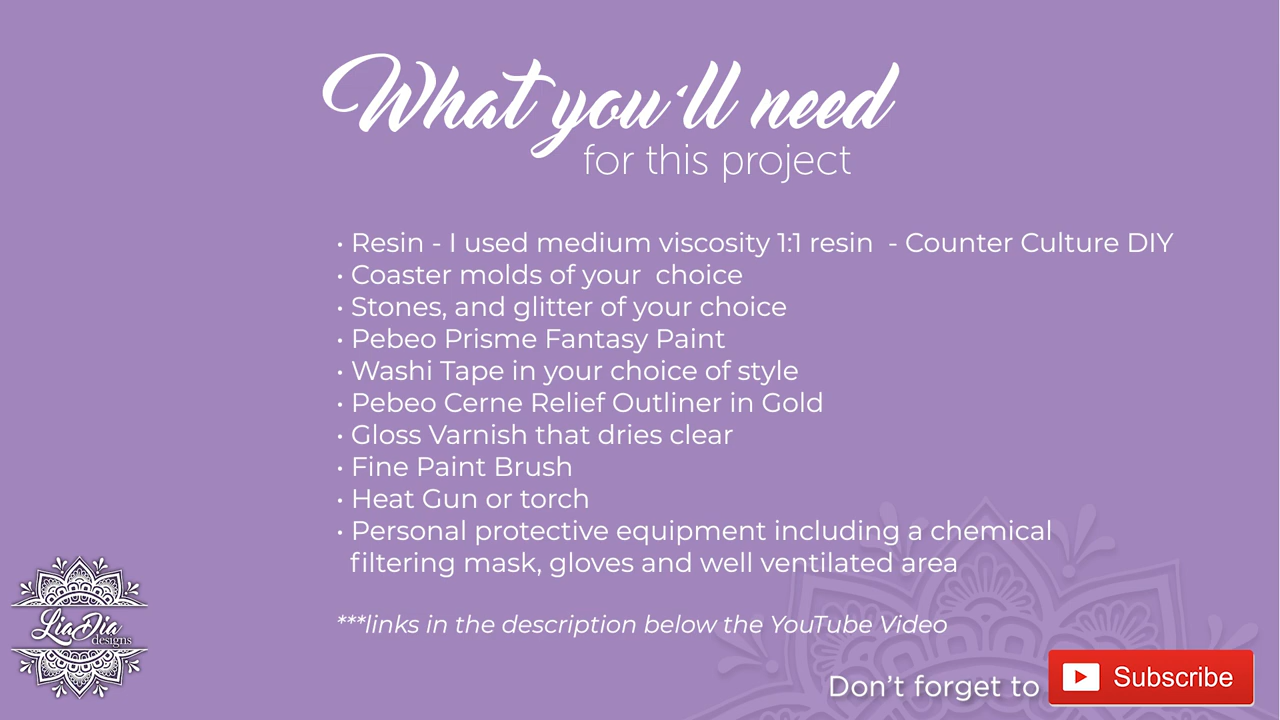 What you'll need
for this project
• Resin - I used medium viscosity 1:1 resin  - Counter Culture DIY
• Coaster molds of your  choice
• Stones, and glitter of your choice
• Pebeo Prisme Fantasy Paint
• Washi Tape in your choice of style
• Pebeo Cerne Relief Outliner in Gold
• Gloss Varnish that dries clear
• Fine Paint Brush
• Heat Gun or torch
• Personal protective equipment including a chemical
filtering mask, gloves and well ventilated area
***links in the description below the YouTube Video
LiaDia
designs
Don't forget to
Subscribe